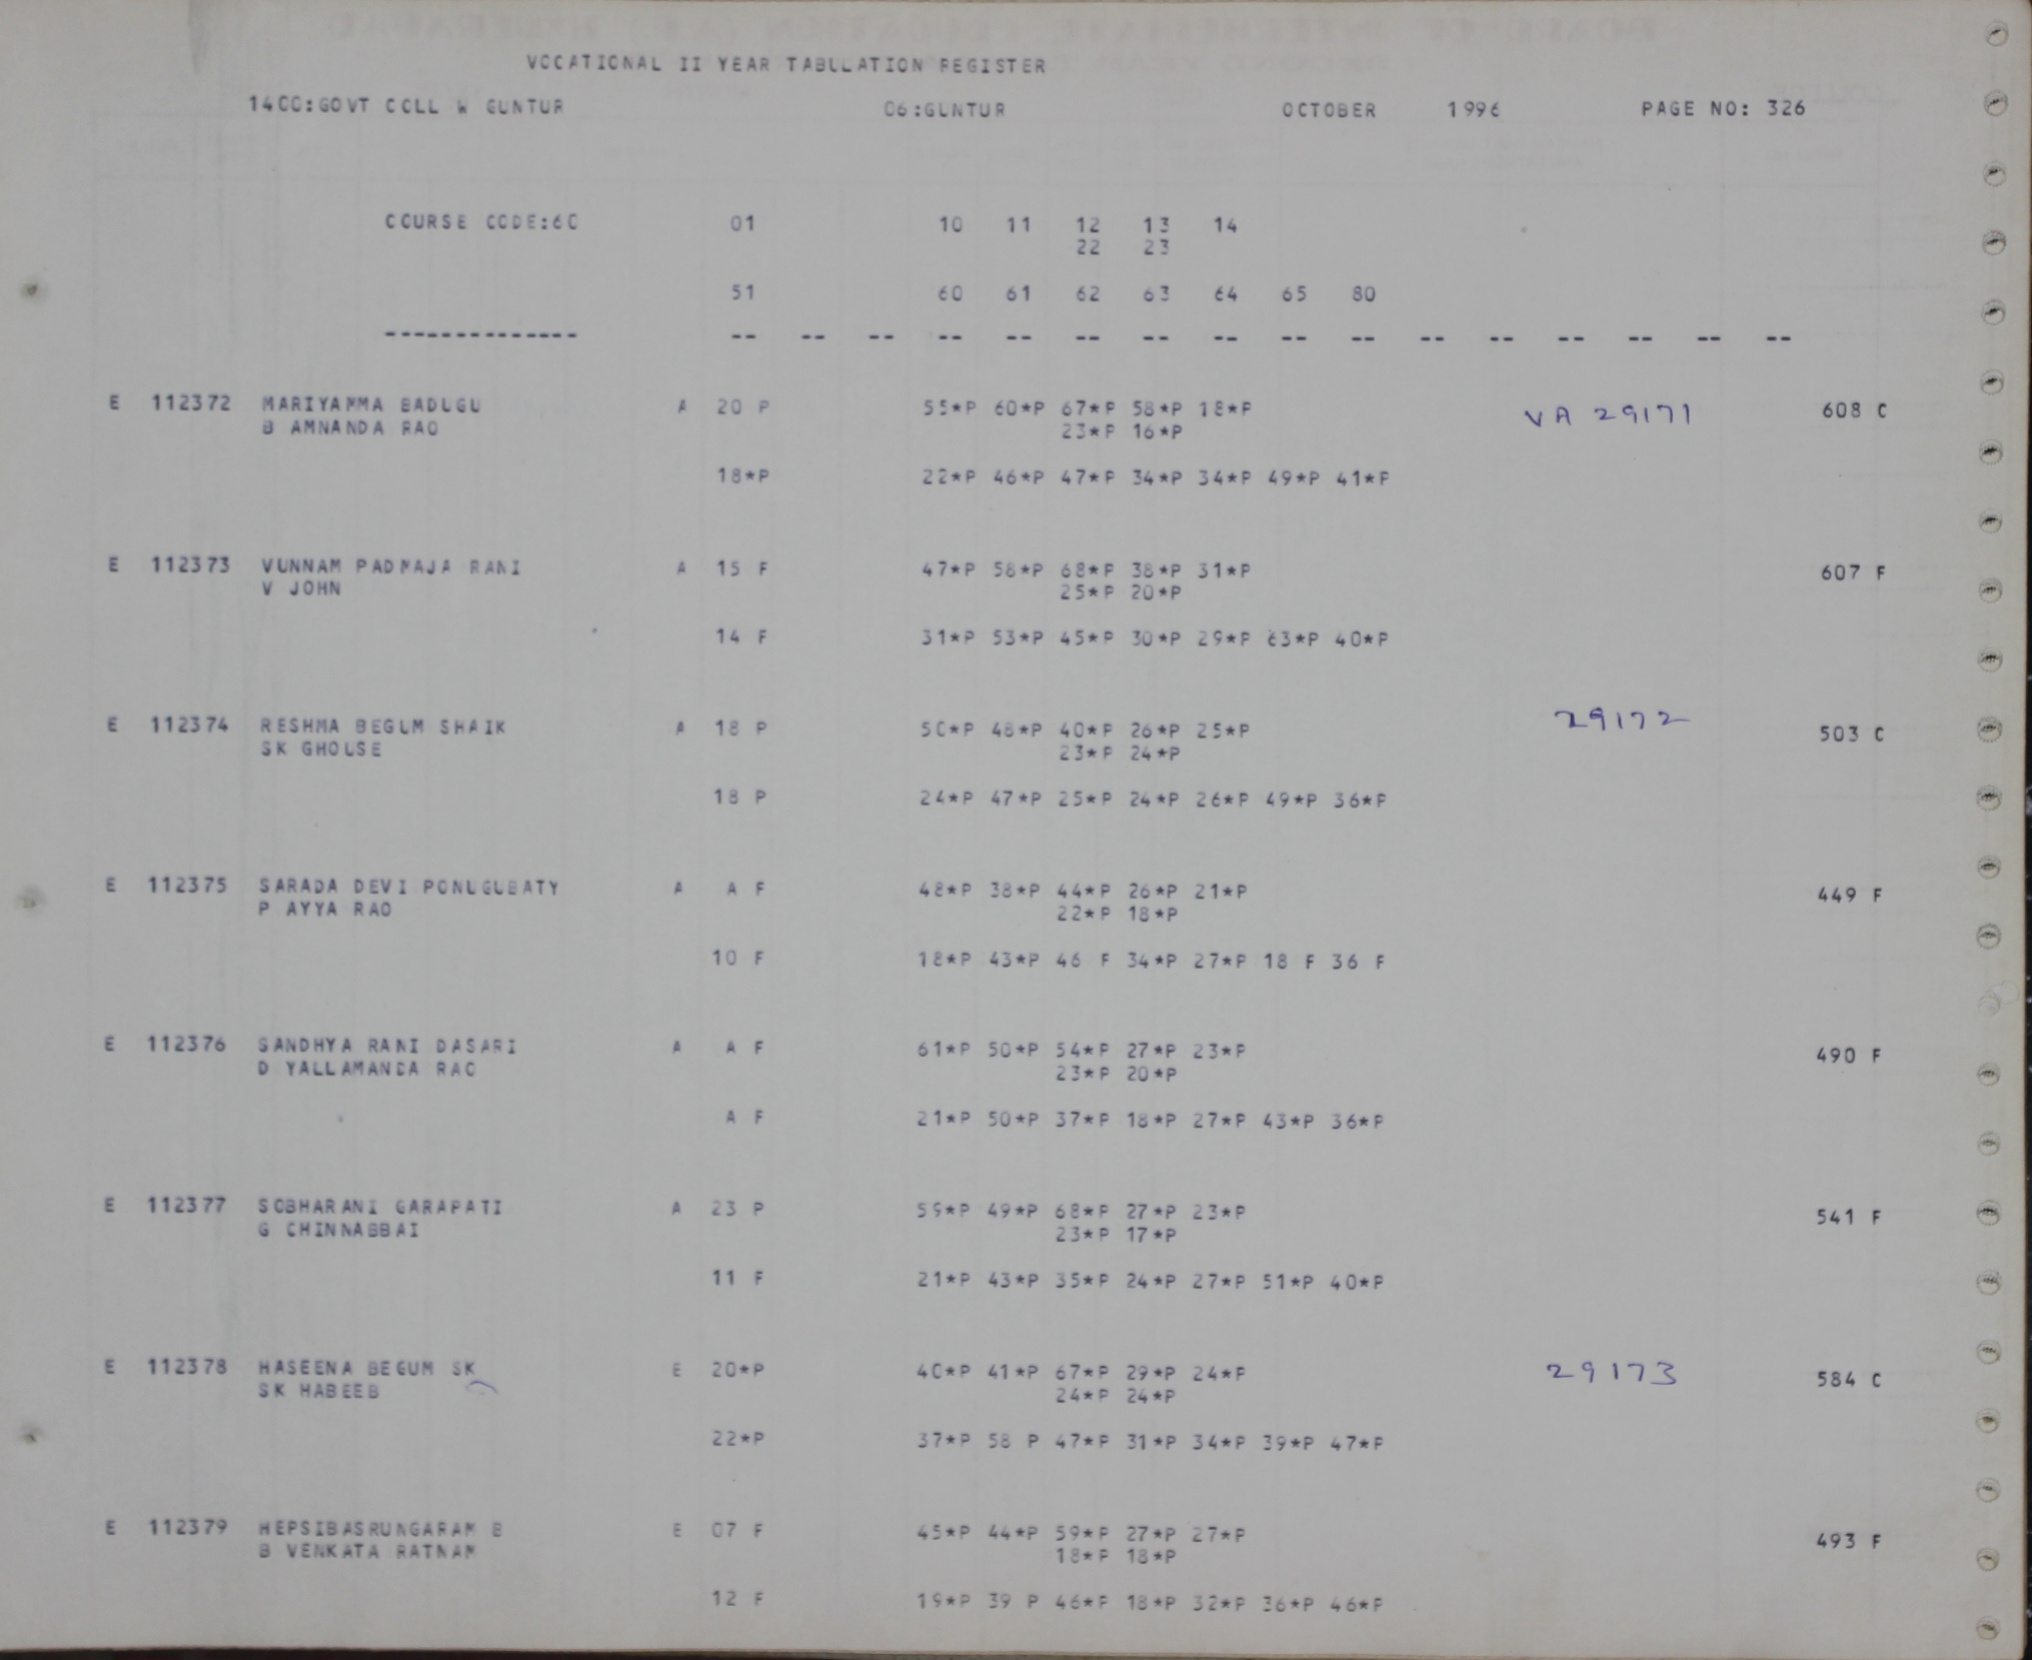 VOCATIONAL II YEAR TABULATION REGISTER
14CC:GOVT COLL W GUNTUR 06:GUNTUR OCTOBER 1996 PAGE NO: 326
COURSE CODE:60 01 10 11 12 13 14
22 23
51 60 61 62 63 64 65 80
-------------- -- -- -- -- -- -- -- -- -- -- -- -- -- -- -- --
E 112372 MARIYAMMA BADUGU A 20 P 55*P 60*P 67*P 58*P 18*P VA 29171 608 C
B AMNANDA RAO 23*P 16*P
18*P 22*P 46*P 47*P 34*P 34*P 49*P 41*P
E 112373 VUNNAM PADMAJA RANI A 15 F 47*P 58*P 68*P 38*P 31*P 607 F
V JOHN 25*P 20*P
14 F 31*P 53*P 45*P 30*P 29*P 63*P 40*P
E 112374 RESHMA BEGUM SHAIK A 18 P 50*P 48*P 40*P 26*P 25*P 29172 503 C
SK GHOUSE 23*P 24*P
18 P 24*P 47*P 25*P 24*P 26*P 49*P 36*P
E 112375 SARADA DEVI PONUGUBATY A A F 48*P 38*P 44*P 26*P 21*P 449 F
P AYYA RAO 22*P 18*P
10 F 18*P 43*P 46 F 34*P 27*P 18 F 36 F
E 112376 SANDHYA RANI DASARI A A F 61*P 50*P 54*P 27*P 23*P 490 F
D YALLAMANDA RAO 23*P 20*P
A F 21*P 50*P 37*P 18*P 27*P 43*P 36*P
E 112377 SOBHARANI GARAPATI A 23 P 59*P 49*P 68*P 27*P 23*P 541 F
G CHINNABBAI 23*P 17*P
11 F 21*P 43*P 35*P 24*P 27*P 51*P 40*P
E 112378 HASEENA BEGUM SK E 20*P 40*P 41*P 67*P 29*P 24*P 29173 584 C
SK HABEEB 24*P 24*P
22*P 37*P 58 P 47*P 31*P 34*P 39*P 47*P
E 112379 HEPSIBASRUNGARAM B E 07 F 45*P 44*P 59*P 27*P 27*P 493 F
B VENKATA RATNAM 18*P 18*P
12 F 19*P 39 P 46*P 18*P 32*P 36*P 46*P